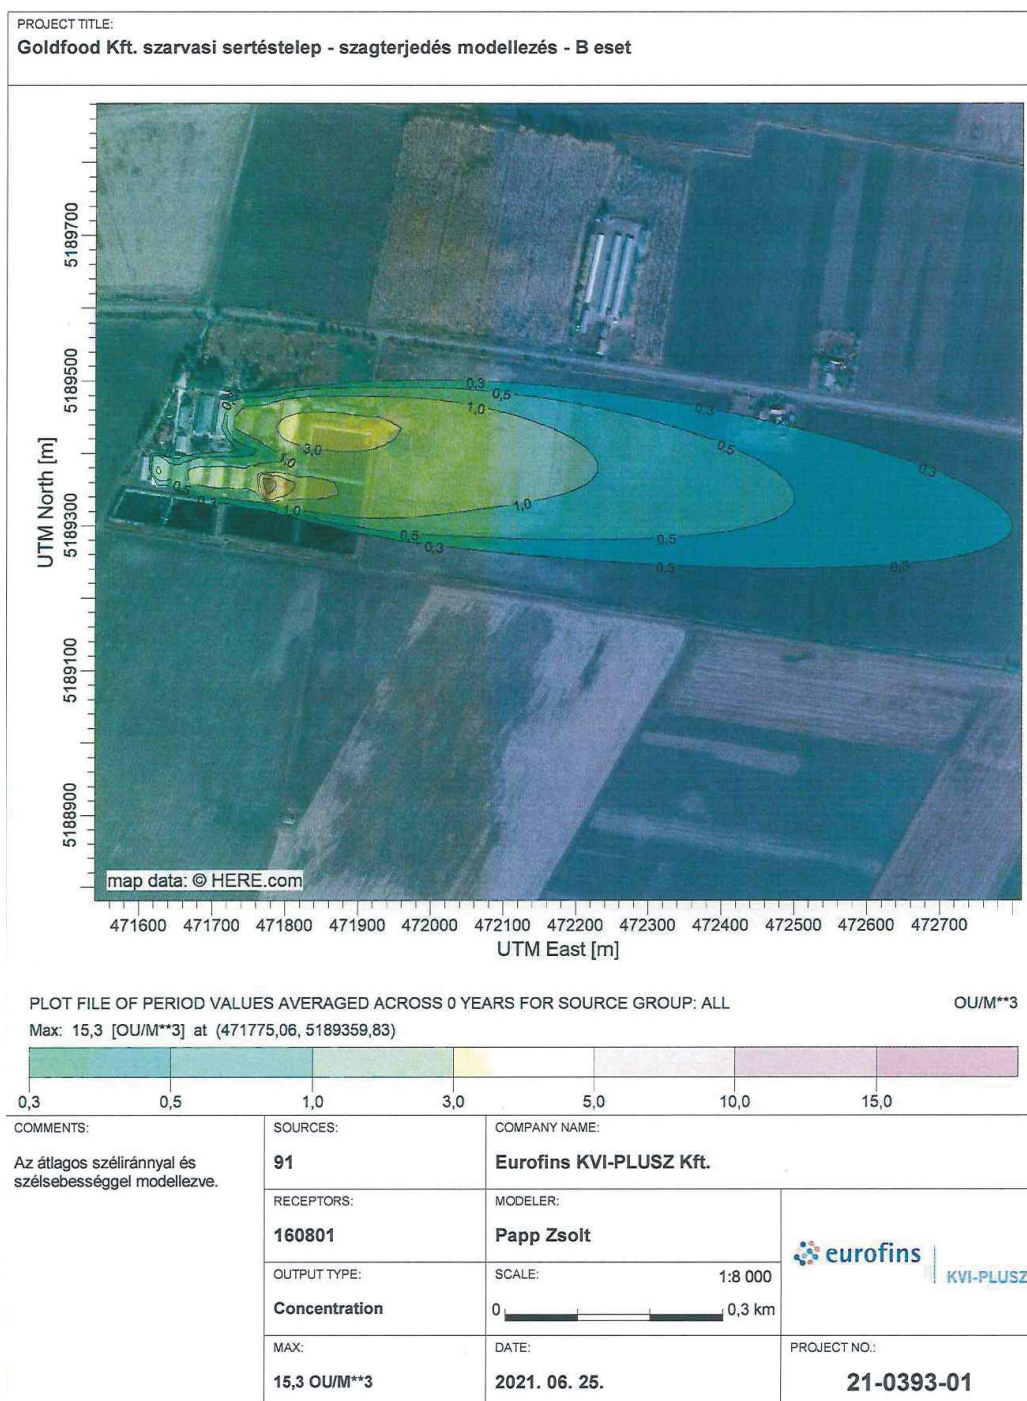 PROJECT TITLE:
Goldfood Kft. szarvasi sertéstelep - szagterjedés modellezés - B eset
UTM North [m]
5189700
5189500
5189300
5189100
5188900
0,3
0,5
0,3
1,0
3,0
0,5
0,3
1,0
0,5
0,3
1,0
1,0
0,5
0,3
0,5
0,3
0,3
map data: © HERE.com
471600 471700 471800 471900 472000 472100 472200 472300 472400 472500 472600 472700
UTM East [m]
PLOT FILE OF PERIOD VALUES AVERAGED ACROSS 0 YEARS FOR SOURCE GROUP: ALL
OU/M**3
Max: 15,3 [OU/M**3] at (471775,06, 5189359,83)
0,3 0,5 1,0 3,0 5,0 10,0 15,0
COMMENTS:
Az átlagos széliránnyal és
szélsebességgel modellezve.
SOURCES:
91
COMPANY NAME:
Eurofins KVI-PLUSZ Kft.
RECEPTORS:
160801
MODELER:
Papp Zsolt
OUTPUT TYPE:
Concentration
SCALE:
1:8 000
0
0,3 km
eurofins
KVI-PLUSZ
MAX:
15,3 OU/M**3
DATE:
2021. 06. 25.
PROJECT NO.:
21-0393-01